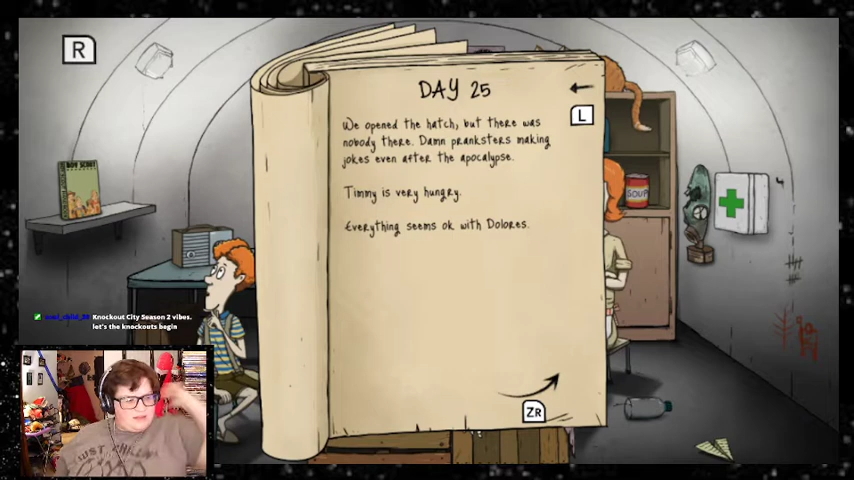 R
DAY 25
L
We opened the hatch, but there was
nobody there. Damn pranksters making
jokes even after the apocalypse.
Timmy is very hungry.
Everything seems ok with Dolores.
BOY SCOUT
SOUP
Knockout City Season 2 vibes.
let's the knockouts begin
ZR